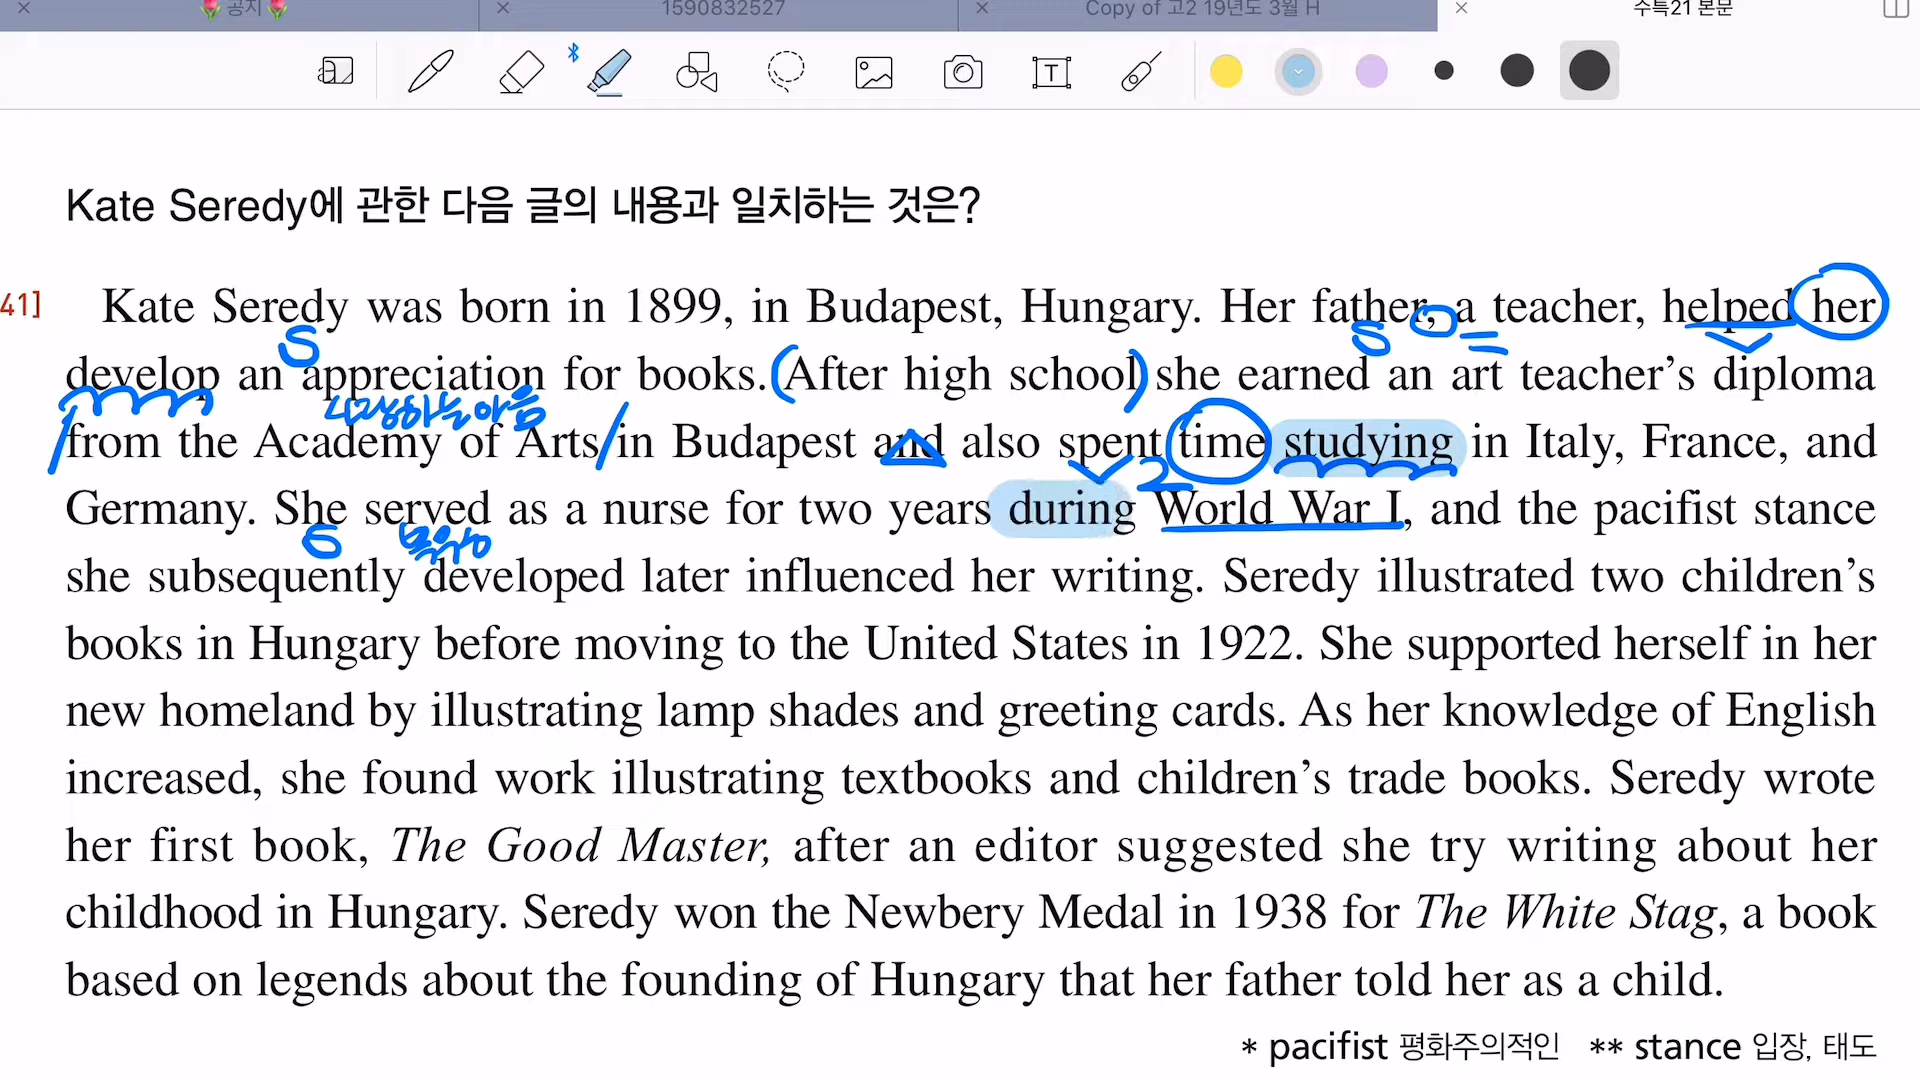 공지
1590832527
Copy of 고2 19년도 3월 H
수특21 본문
Kate Seredy에 관한 다음 글의 내용과 일치하는 것은?
41] Kate Seredy was born in 1899, in Budapest, Hungary. Her father, a teacher, helped her
S S O =
develop an appreciation for books. (After high school) she earned an art teacher’s diploma
from the Academy of Arts/in Budapest and also spent time studying in Italy, France, and
2
Germany. She served as a nurse for two years during World War I, and the pacifist stance
S 복무
she subsequently developed later influenced her writing. Seredy illustrated two children’s
books in Hungary before moving to the United States in 1922. She supported herself in her
new homeland by illustrating lamp shades and greeting cards. As her knowledge of English
increased, she found work illustrating textbooks and children’s trade books. Seredy wrote
her first book, The Good Master, after an editor suggested she try writing about her
childhood in Hungary. Seredy won the Newbery Medal in 1938 for The White Stag, a book
based on legends about the founding of Hungary that her father told her as a child.
* pacifist 평화주의적인 ** stance 입장, 태도